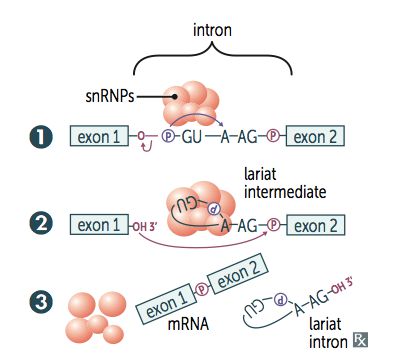 intron
snRNPs
1 exon 1 -O- P-GU-A-AG-P- exon 2
lariat
intermediate
2 exon 1 -OH 3' GU P A-AG-P- exon 2
3 exon 1 P exon 2
mRNA
GU-P A-AG-OH 3'
lariat
intron Rx